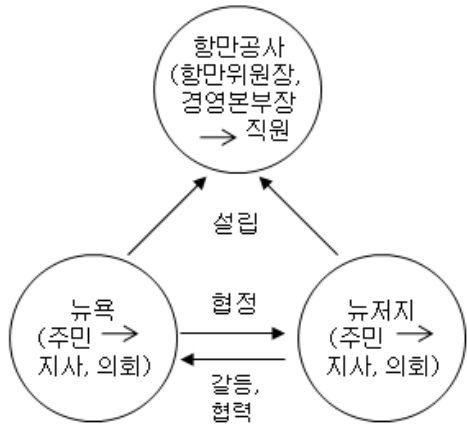 항만공사
(항만위원장,
경영본부장
→ 직원
설립
뉴욕
(주민 →
지사, 의회)
협정
뉴저지
(주민 →
지사, 의회)
갈등,
협력